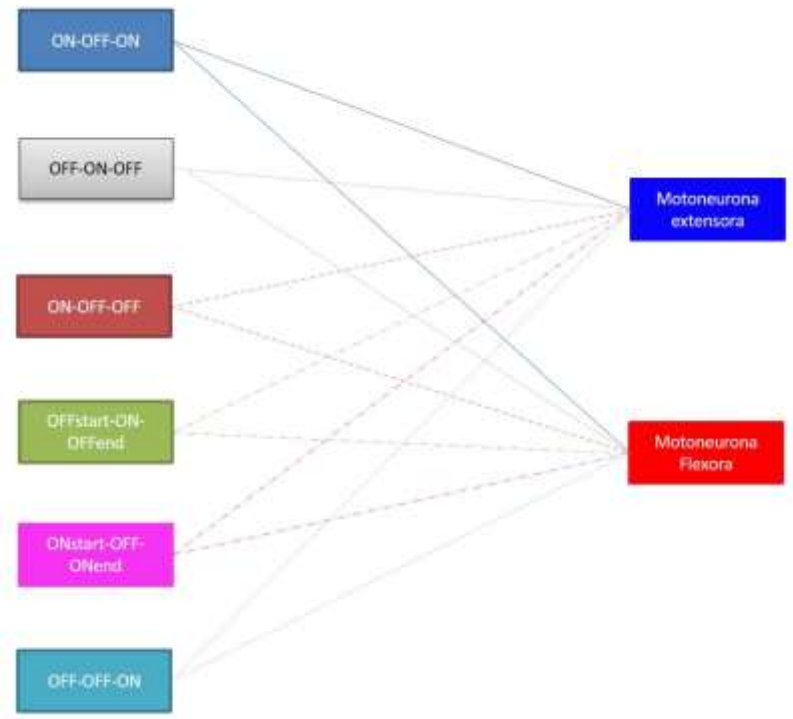 ON-OFF-ON
OFF-ON-OFF
Motoneurona
extensora
ON-OFF-OFF
OFFstart-ON-
OFFend
Motoneurona
Flexora
ONstart-OFF-
ONend
OFF-OFF-ON